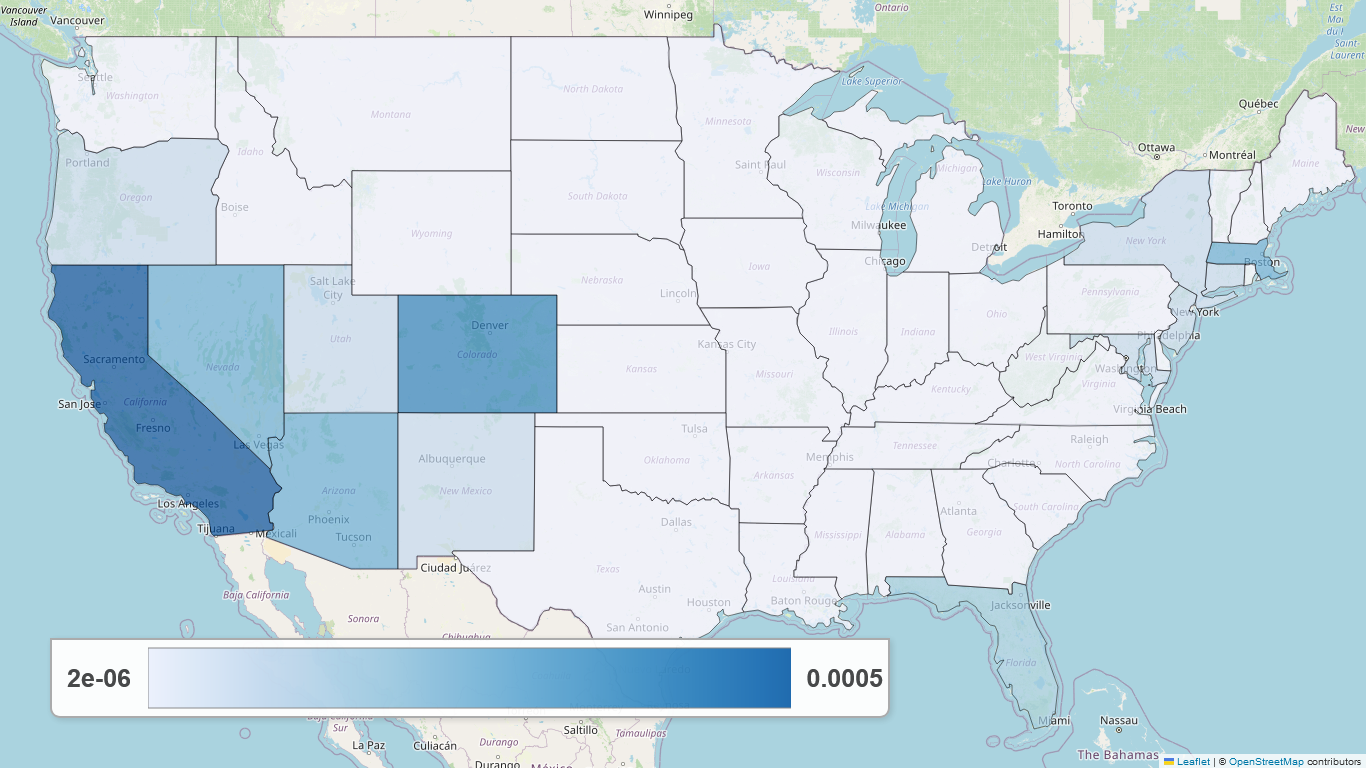 Vancouver
Island
Vancouver
Winnipeg
Ontario
Est
du
Saint-
Laurent
Seattle
Washington
Montana
North Dakota
Minnesota
Lake Superior
Québec
New
Ottawa
Montréal
Portland
Oregon
Idaho
Boise
Wyoming
South Dakota
Saint Paul
Wisconsin
Michigan
Lake Huron
Maine
Lake Michigan
Milwaukee
Toronto
Hamilton
Detroit
Chicago
New York
Boston
Salt Lake
City
Utah
Nevada
Nebraska
Lincoln
Iowa
Pennsylvania
New York
Philadelphia
Denver
Colorado
Sacramento
San Jose
California
Fresno
Las Vegas
Kansas
Kansas City
Missouri
Illinois
Indiana
Ohio
West Virginia
Washington
Virginia
Virginia Beach
Kentucky
Albuquerque
New Mexico
Tulsa
Oklahoma
Arkansas
Memphis
Tennessee
Charlotte
Raleigh
North Carolina
South Carolina
Los Angeles
Tijuana
Mexicali
Arizona
Phoenix
Tucson
Dallas
Texas
Austin
Houston
San Antonio
Mississippi
Alabama
Atlanta
Georgia
Louisiana
Baton Rouge
Jacksonville
Florida
Miami
Nassau
The Bahamas
Ciudad Juárez
Baja California
Sonora
Chihuahua
2e-06
0.0005
Baja California
Sur
La Paz
Culiacán
Durango
Durango
Saltillo
Tamaulipas
México
Leaflet | © OpenStreetMap contributors